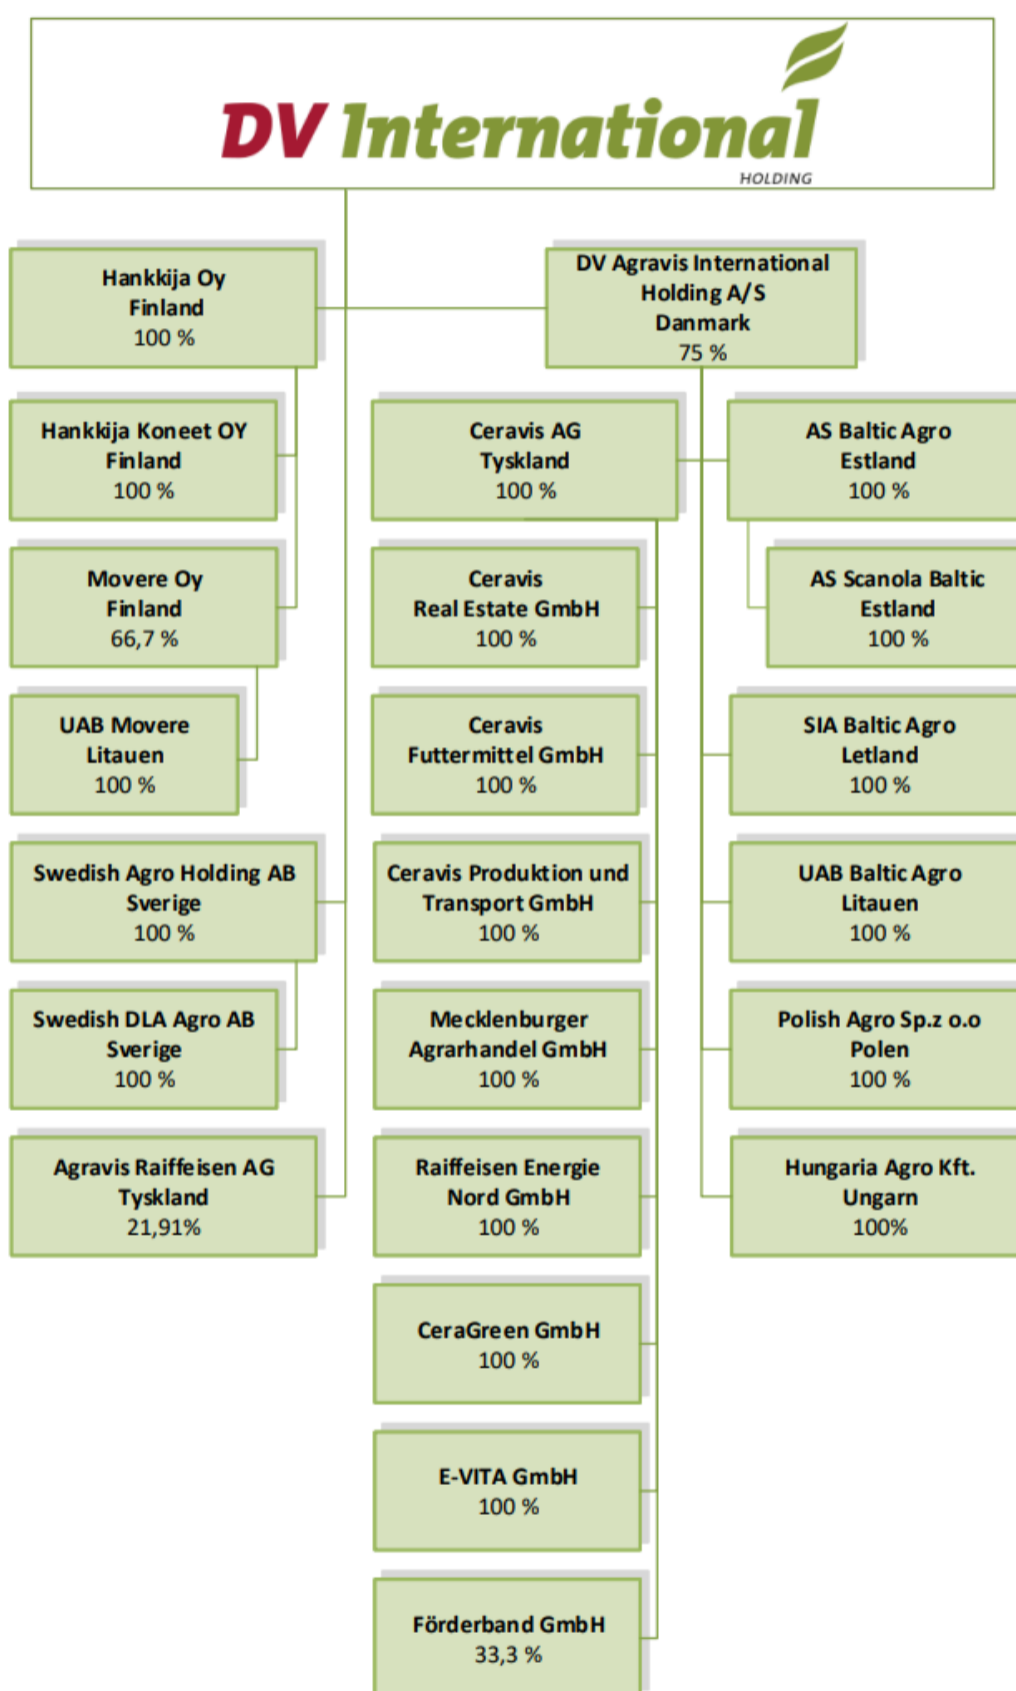 DV International
HOLDING
Hankkija Oy
Finland
100 %
DV Agravis International
Holding A/S
Danmark
75 %
Hankkija Koneet OY
Finland
100 %
Ceravis AG
Tyskland
100 %
AS Baltic Agro
Estland
100 %
Movere Oy
Finland
66,7 %
Ceravis
Real Estate GmbH
100 %
AS Scanola Baltic
Estland
100 %
UAB Movere
Litauen
100 %
Ceravis
Futtermittel GmbH
100 %
SIA Baltic Agro
Letland
100 %
Swedish Agro Holding AB
Sverige
100 %
Ceravis Produktion und
Transport GmbH
100 %
UAB Baltic Agro
Litauen
100 %
Swedish DLA Agro AB
Sverige
100 %
Mecklenburger
Agrarhandel GmbH
100 %
Polish Agro Sp.z o.o
Polen
100 %
Agravis Raiffeisen AG
Tyskland
21,91%
Raiffeisen Energie
Nord GmbH
100 %
Hungaria Agro Kft.
Ungarn
100%
CeraGreen GmbH
100 %
E-VITA GmbH
100 %
Förderband GmbH
33,3 %